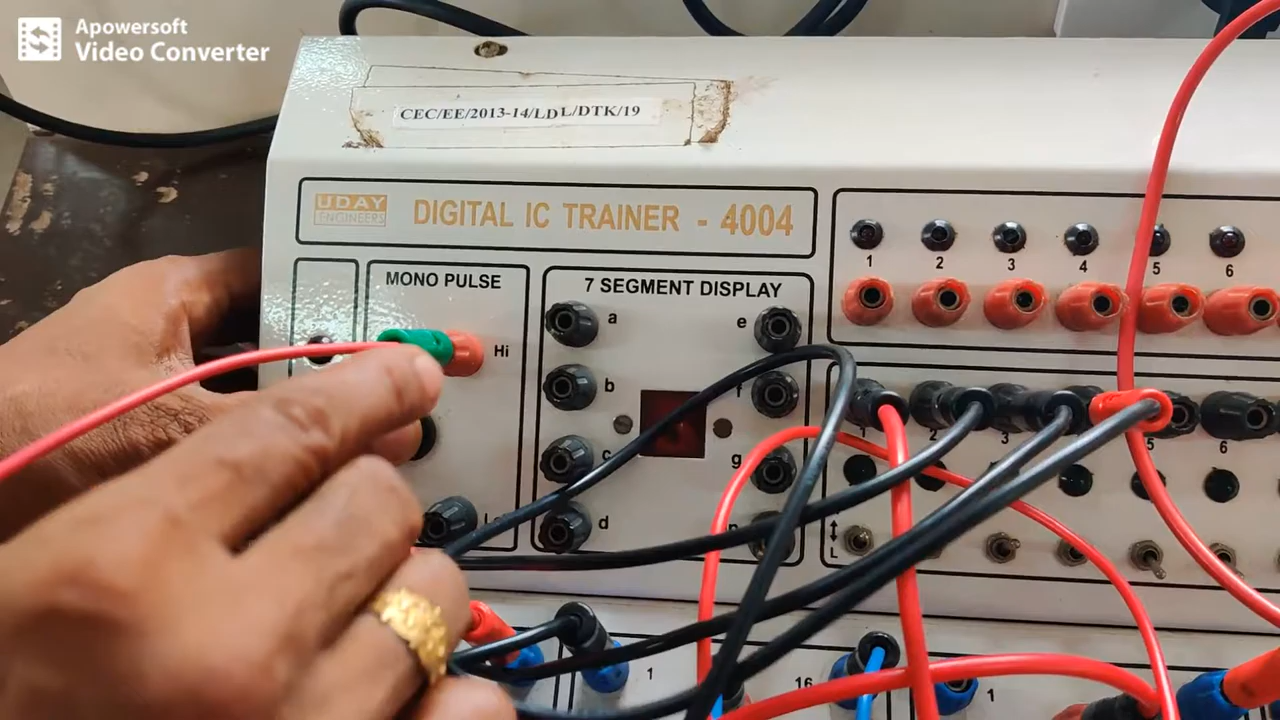 Apowersoft
Video Converter
CEC/EE/2013-14/LDL/DTK/19
UDAY
ENGINEERS
DIGITAL IC TRAINER - 4004
MONO PULSE
Hi
7 SEGMENT DISPLAY
a
e
b
c
g
d
1 2 3 4 5 6
1 2 3 5 6
L
1
16
1